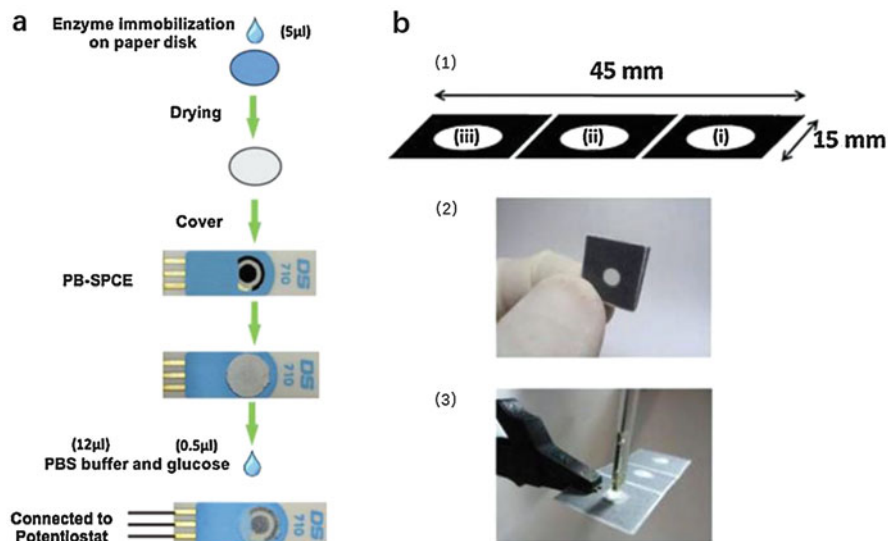 a
Enzyme immobilization
on paper disk
(5µl)
Drying
Cover
PB-SPCE
DS
710
DS
710
(12µl)
(0.5µl)
PBS buffer and glucose
Connected to
Potentiostat
DS
710
b
(1)
45 mm
(iii)
(ii)
(i)
15 mm
(2)
(3)